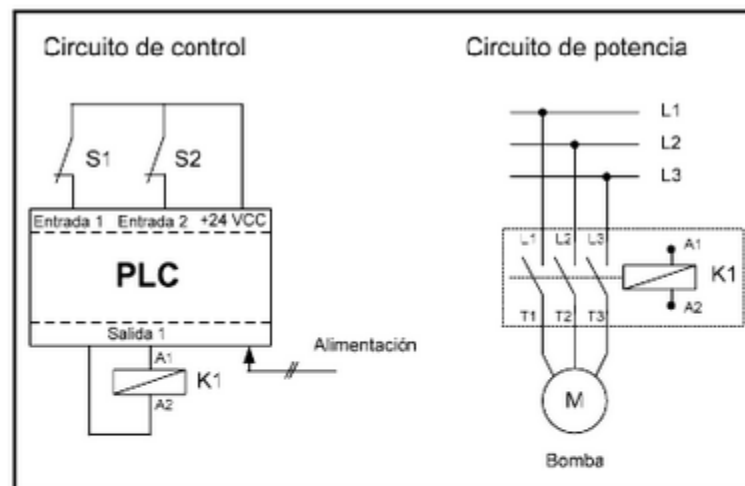 Circuito de control
Circuito de potencia
S1
S2
Entrada 1
Entrada 2
+24 VCC
PLC
Salida 1
A1
K1
A2
Alimentación
L1
L2
L3
L1
L2
L3
A1
K1
A2
T1
T2
T3
M
Bomba